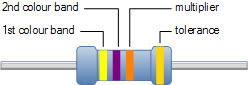 2nd colour band
multiplier
1st colour band
tolerance